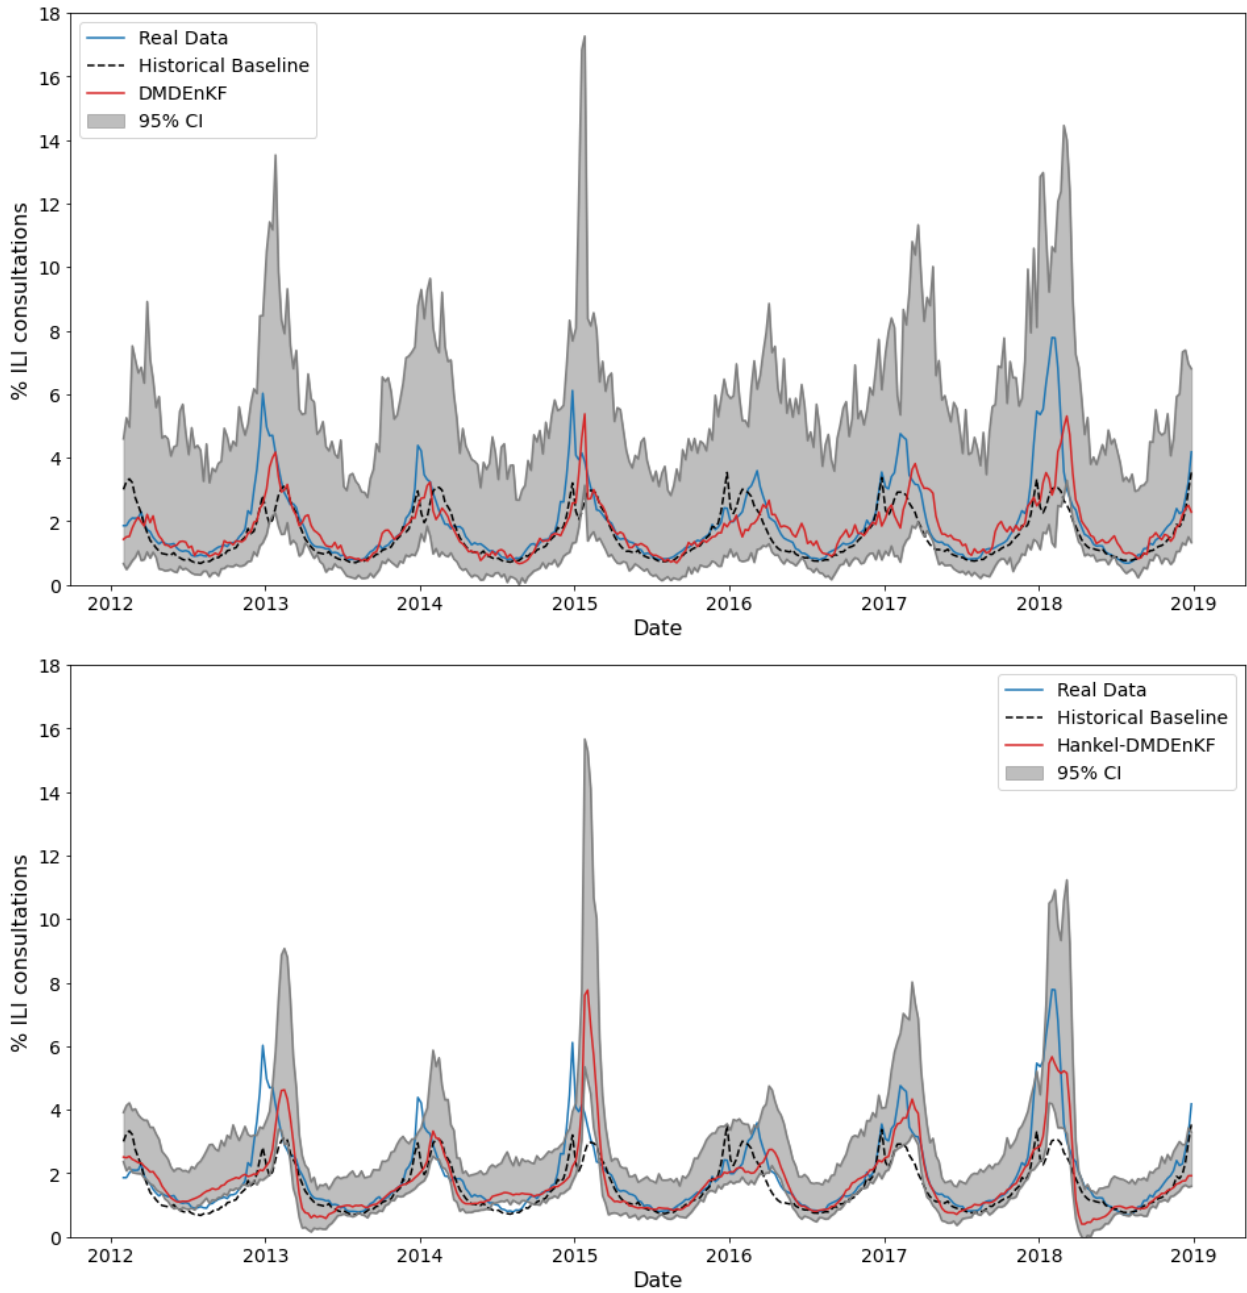 18
16
14
12
10
8
6
4
2
0
% ILI consultations
Real Data
Historical Baseline
DMDEnKF
95% CI
2012 2013 2014 2015 2016 2017 2018 2019
Date
18
16
14
12
10
8
6
4
2
0
% ILI consultations
Real Data
Historical Baseline
Hankel-DMDEnKF
95% CI
2012 2013 2014 2015 2016 2017 2018 2019
Date